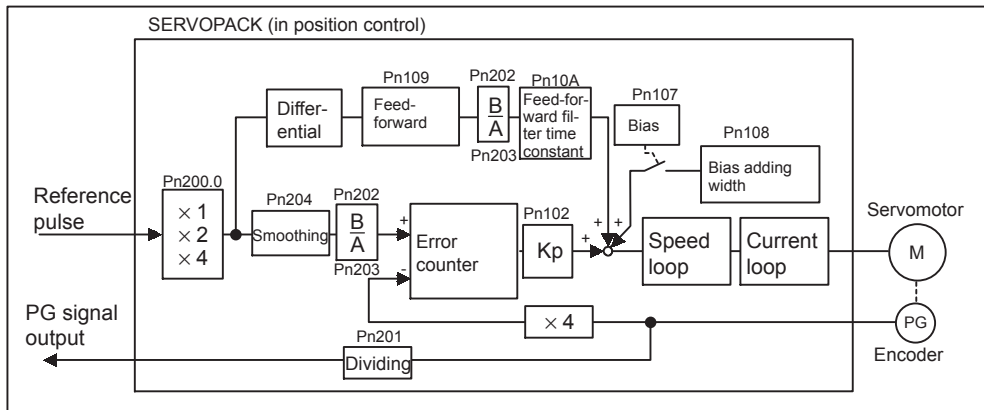 SERVOPACK (in position control)
Differ-
ential
Pn109
Feed-
forward
Pn202
B
A
Pn203
Pn10A
Feed-for-
ward filter
time
constant
Pn107
Bias
Pn108
Bias adding
width
Reference
pulse
Pn200.0
× 1
× 2
× 4
Pn204
Smoothing
Pn202
B
A
Pn203
+
-
Error
counter
Pn102
Kp
+
+
+
Speed
loop
Current
loop
Servomotor
M
PG signal
output
Pn201
Dividing
× 4
PG
Encoder